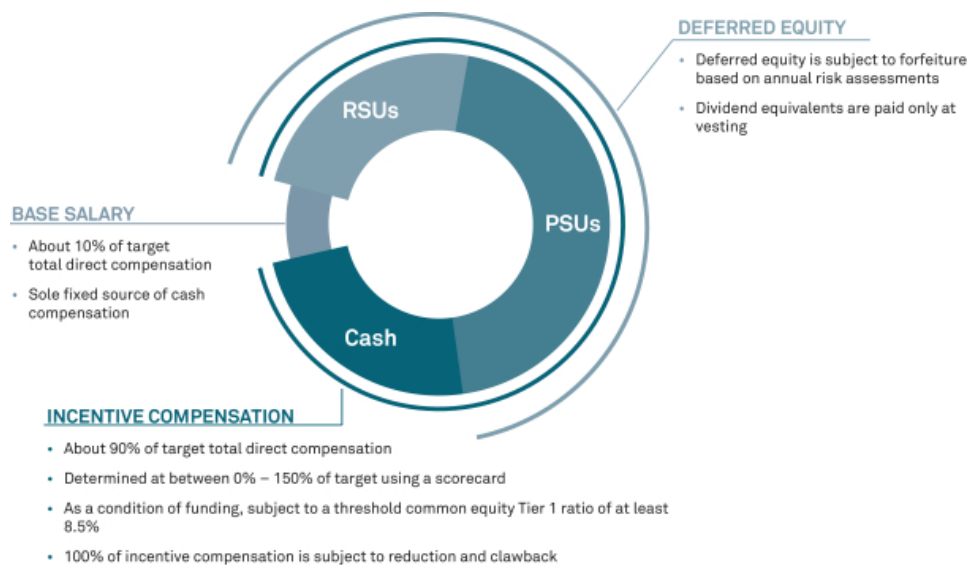 DEFERRED EQUITY
• Deferred equity is subject to forfeiture
based on annual risk assessments
• Dividend equivalents are paid only at
vesting
RSUs
PSUs
Cash
BASE SALARY
• About 10% of target
total direct compensation
• Sole fixed source of cash
compensation
INCENTIVE COMPENSATION
• About 90% of target total direct compensation
• Determined at between 0% – 150% of target using a scorecard
• As a condition of funding, subject to a threshold common equity Tier 1 ratio of at least
8.5%
• 100% of incentive compensation is subject to reduction and clawback